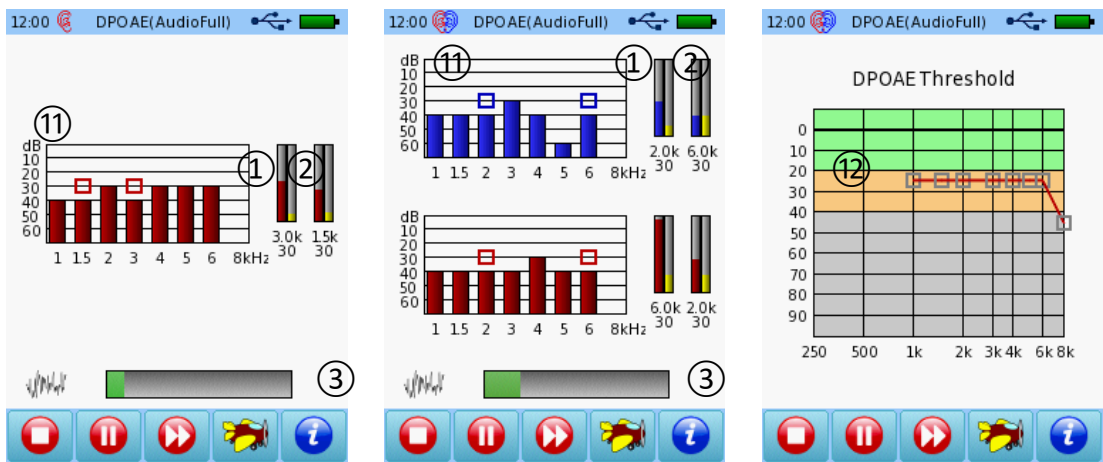 12:00 DPOAE(AudioFull)
⑪
dB
10
20
30
40
50
60
1 1.5 2 3 4 5 6 8kHz
① ②
3.0k 1.5k
30 30
③
i
12:00 DPOAE(AudioFull)
⑪
① ②
dB
10
20
30
40
50
60
1 1.5 2 3 4 5 6 8kHz
2.0k 6.0k
30 30
dB
10
20
30
40
50
60
1 1.5 2 3 4 5 6 8kHz
6.0k 2.0k
30 30
③
i
12:00 DPOAE(AudioFull)
DPOAE Threshold
0
10
⑫
20
30
40
50
60
70
80
90
250 500 1k 2k 3k 4k 6k 8k
i